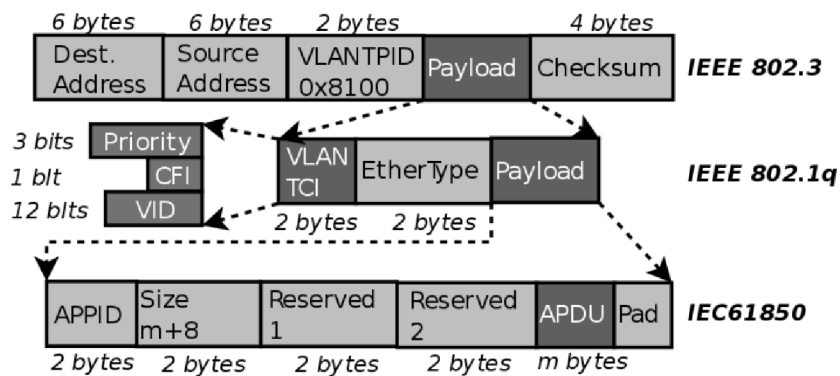 6 bytes 6 bytes 2 bytes 4 bytes
Dest. Address
Source Address
VLANTPID 0x8100
Payload
Checksum
IEEE 802.3
3 bits
Priority
1 blt
CFI
12 blts
VID
VLAN TCI
EtherType
Payload
IEEE 802.1q
2 bytes 2 bytes
APPID
Size m+8
Reserved 1
Reserved 2
APDU
Pad
IEC61850
2 bytes 2 bytes 2 bytes 2 bytes m bytes